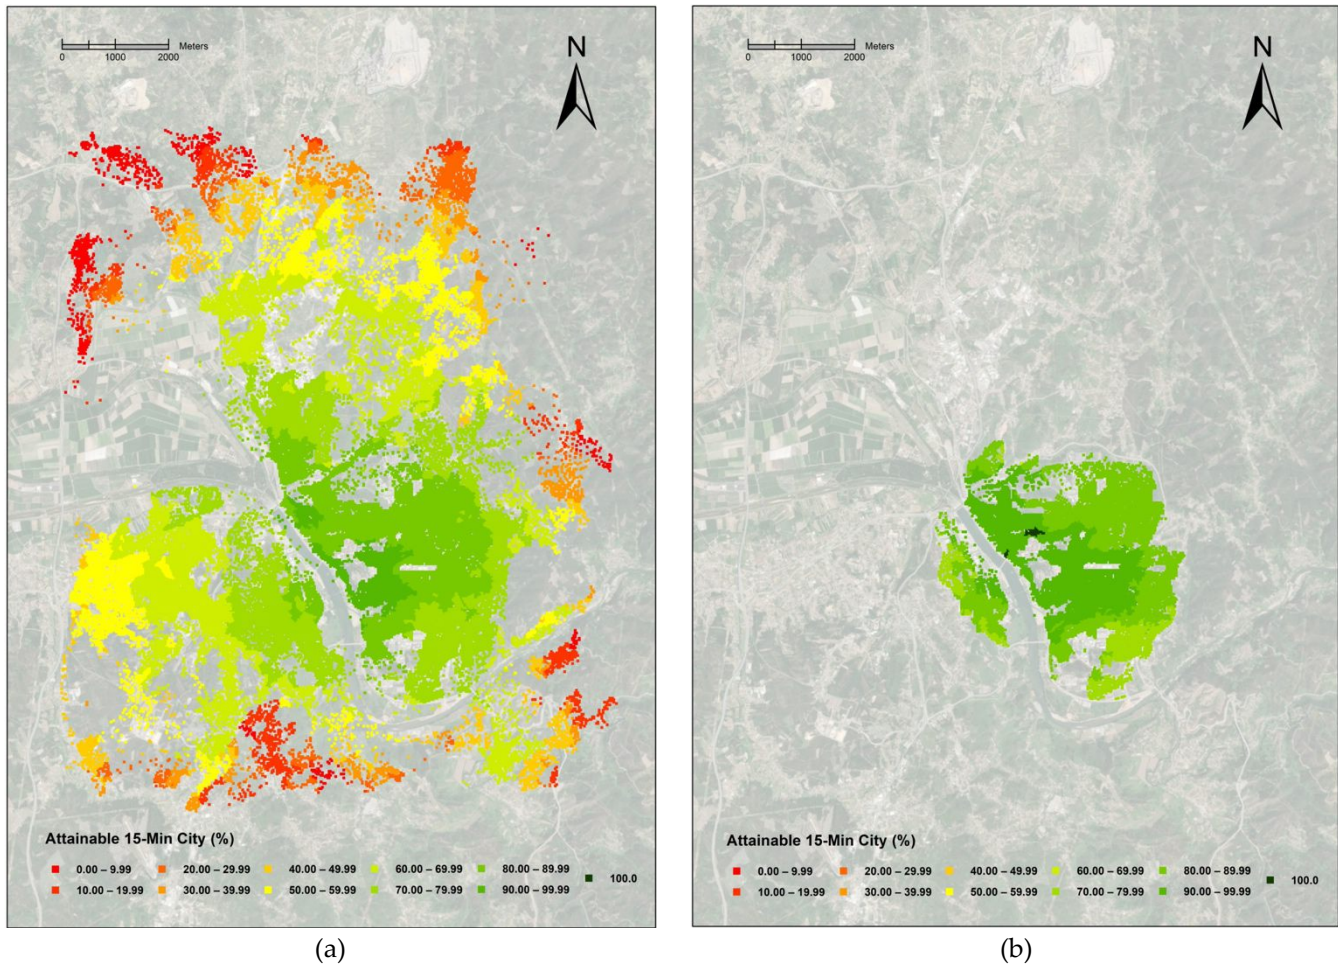 Meters
0 1000 2000
N
Attainable 15-Min City (%)
0.00 – 9.99 20.00 – 29.99 40.00 – 49.99 60.00 – 69.99 80.00 – 89.99 100.0
10.00 – 19.99 30.00 – 39.99 50.00 – 59.99 70.00 – 79.99 90.00 – 99.99
(a)
Meters
0 1000 2000
N
Attainable 15-Min City (%)
0.00 – 9.99 20.00 – 29.99 40.00 – 49.99 60.00 – 69.99 80.00 – 89.99 100.0
10.00 – 19.99 30.00 – 39.99 50.00 – 59.99 70.00 – 79.99 90.00 – 99.99
(b)